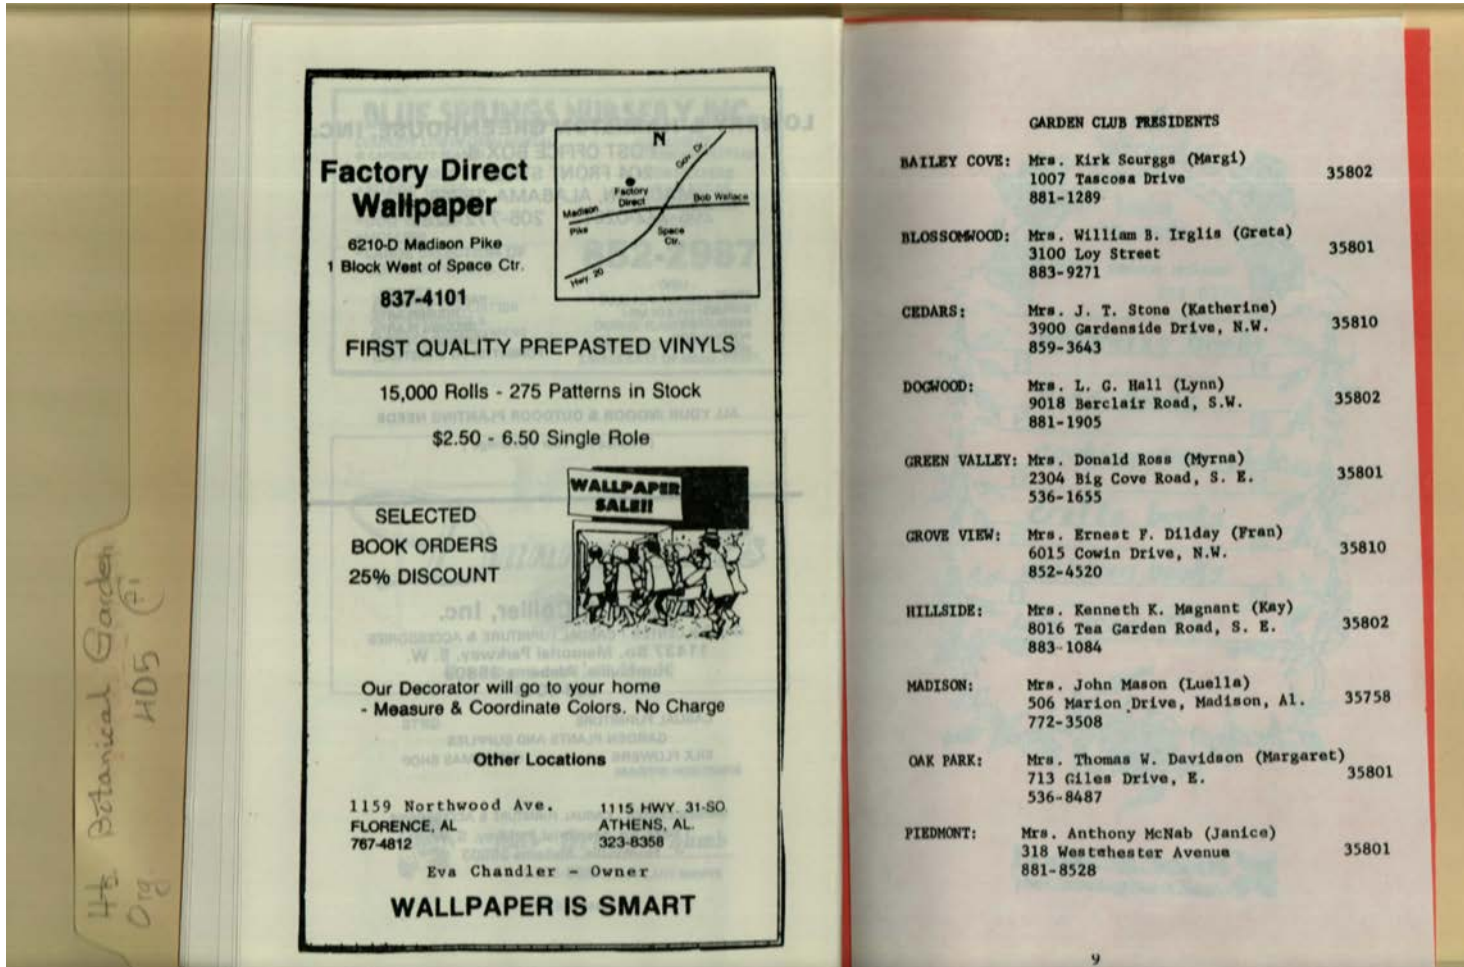 Hts. Botanical Garden
Org. HDS (F)
Factory Direct
Wallpaper
6210-D Madison Pike
1 Block West of Space Ctr.
837-4101
N
Gov. Dr.
Factory
Direct
Bob Wallace
Madison
Pike
Space
Ctr.
Hwy. 20
FIRST QUALITY PREPASTED VINYLS
15,000 Rolls - 275 Patterns in Stock
$2.50 - 6.50 Single Role
WALLPAPER
SALE!!
SELECTED
BOOK ORDERS
25% DISCOUNT
Our Decorator will go to your home
- Measure & Coordinate Colors. No Charge
Other Locations
1159 Northwood Ave.
FLORENCE, AL
767-4812
1115 HWY. 31-SO.
ATHENS, AL.
323-8358
Eva Chandler - Owner
WALLPAPER IS SMART
GARDEN CLUB PRESIDENTS
BAILEY COVE: Mrs. Kirk Scurggs (Margi)
1007 Tascosa Drive 35802
881-1289
BLOSSOMWOOD: Mrs. William B. Irglis (Greta)
3100 Loy Street 35801
883-9271
CEDARS: Mrs. J. T. Stone (Katherine)
3900 Gardenside Drive, N.W. 35810
859-3643
DOGWOOD: Mrs. L. G. Hall (Lynn)
9018 Berclair Road, S.W. 35802
881-1905
GREEN VALLEY: Mrs. Donald Ross (Myrna)
2304 Big Cove Road, S. E. 35801
536-1655
GROVE VIEW: Mrs. Ernest F. Dilday (Fran)
6015 Cowin Drive, N.W. 35810
852-4520
HILLSIDE: Mrs. Kenneth K. Magnant (Kay)
8016 Tea Garden Road, S. E. 35802
883-1084
MADISON: Mrs. John Mason (Luella)
506 Marion Drive, Madison, Al. 35758
772-3508
OAK PARK: Mrs. Thomas W. Davidson (Margaret)
713 Giles Drive, E. 35801
536-8487
PIEDMONT: Mrs. Anthony McNab (Janice)
318 Westchester Avenue 35801
881-8528
9